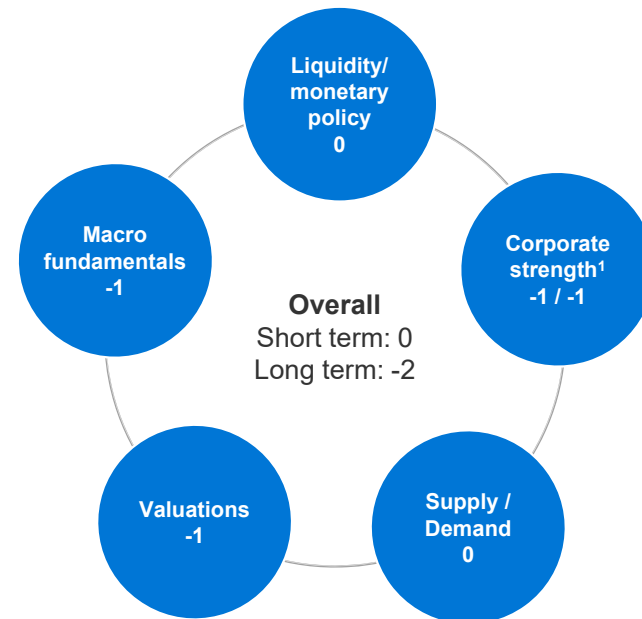 Liquidity/
monetary
policy
0
Macro
fundamentals
-1
Corporate
strength¹
-1 / -1
Overall
Short term: 0
Long term: -2
Valuations
-1
Supply /
Demand
0